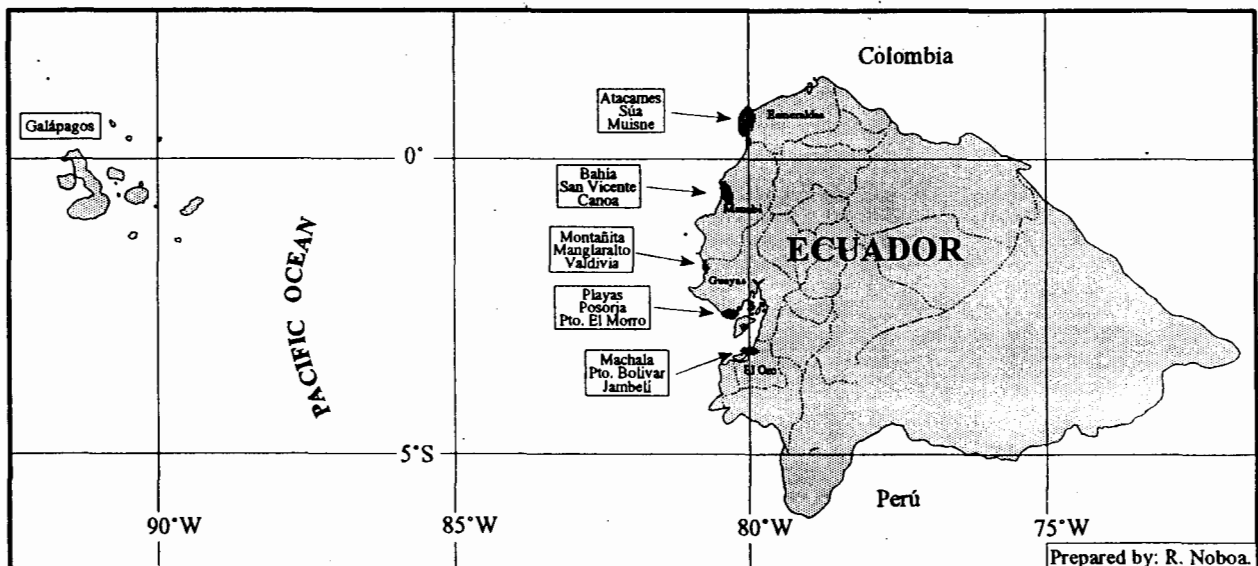 Colombia
Atacames
Súa
Muisne
Esmeraldas
Galápagos
0°
Bahía
San Vicente
Canoa
Manabí
Montañita
Manglaralto
Valdivia
ECUADOR
Guayas
PACIFIC OCEAN
Playas
Posorja
Pto. El Morro
Machala
Pto. Bolívar
Jambelí
El Oro
5°S
Perú
90°W
85°W
80°W
75°W
Prepared by: R. Noboa.